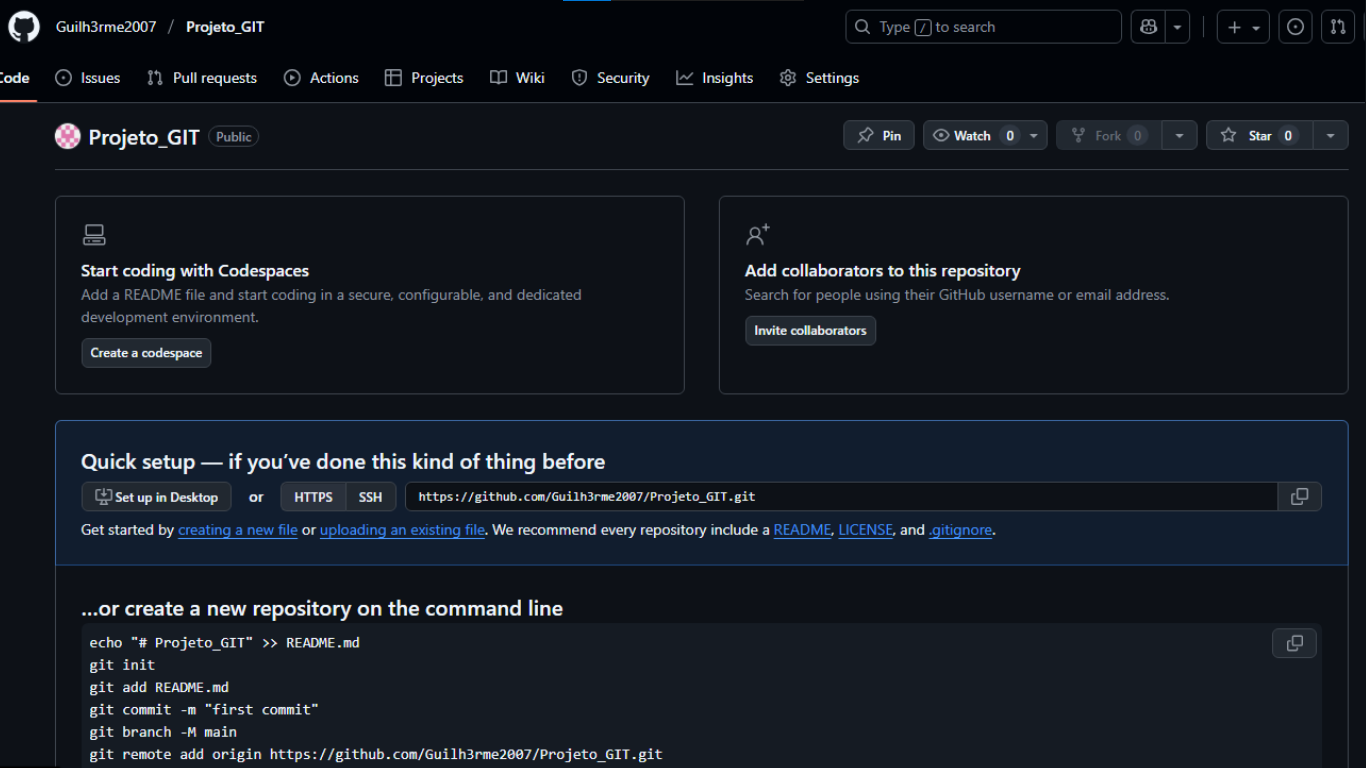 Guilh3rme2007 / Projeto_GIT
Type / to search
Code Issues Pull requests Actions Projects Wiki Security Insights Settings
Projeto_GIT Public
Pin Watch 0 Fork 0 Star 0
Start coding with Codespaces
Add a README file and start coding in a secure, configurable, and dedicated
development environment.
Create a codespace
Add collaborators to this repository
Search for people using their GitHub username or email address.
Invite collaborators
Quick setup — if you’ve done this kind of thing before
Set up in Desktop or HTTPS SSH https://github.com/Guilh3rme2007/Projeto_GIT.git
Get started by creating a new file or uploading an existing file. We recommend every repository include a README, LICENSE, and .gitignore.
…or create a new repository on the command line
echo "# Projeto_GIT" >> README.md
git init
git add README.md
git commit -m "first commit"
git branch -M main
git remote add origin https://github.com/Guilh3rme2007/Projeto_GIT.git